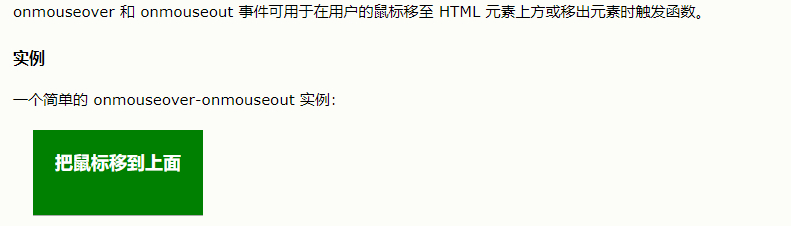 onmouseover 和 onmouseout 事件可用于在用户的鼠标移至 HTML 元素上方或移出元素时触发函数。
实例
一个简单的 onmouseover-onmouseout 实例:
把鼠标移到上面